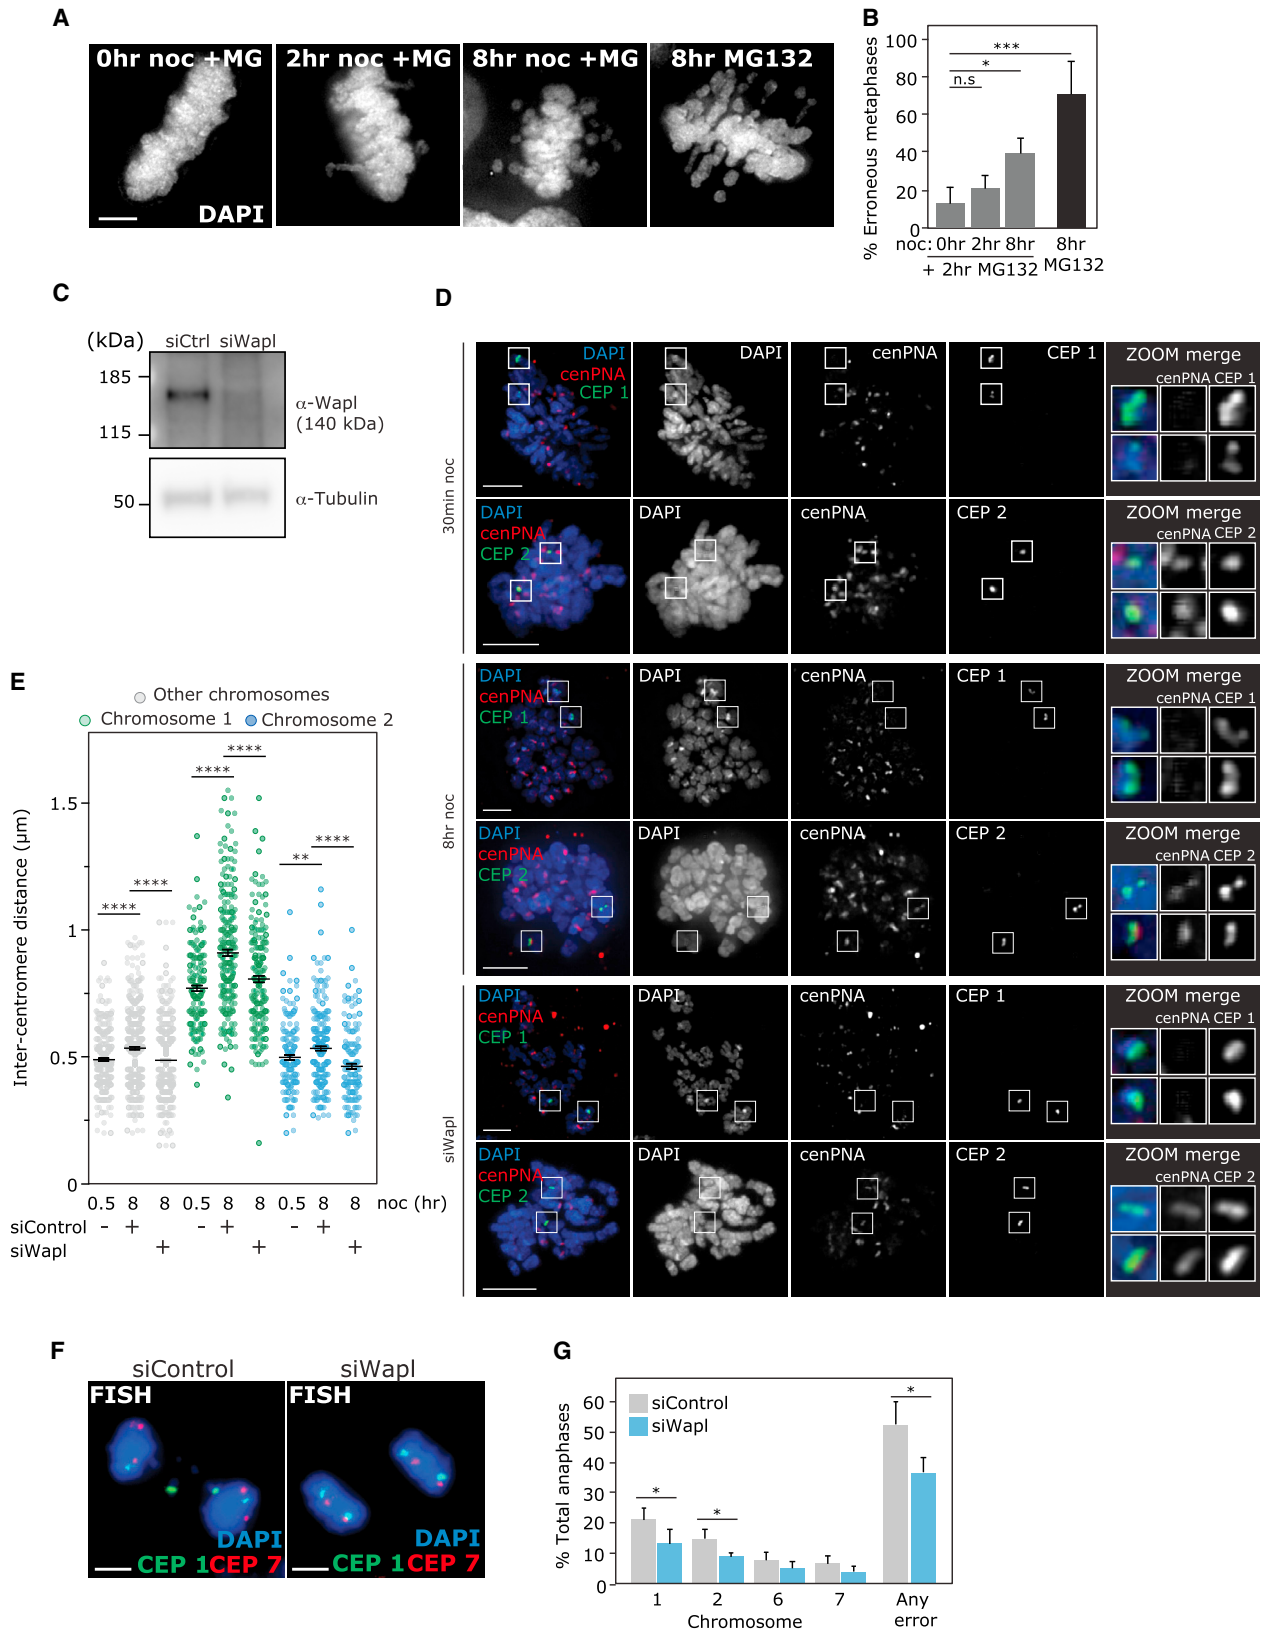 A
0hr noc +MG
2hr noc +MG
8hr noc +MG
8hr MG132
DAPI
B
% Erroneous metaphases
100
80
60
40
20
0
***
*
n.s
noc: 0hr 2hr 8hr
+ 2hr MG132
8hr
MG132
C
(kDa)
siCtrl siWapl
185
115
50
α-Wapl
(140 kDa)
α-Tubulin
D
30min noc
DAPI
cenPNA
CEP 1
DAPI
cenPNA
CEP 1
ZOOM merge
cenPNA CEP 1
DAPI
cenPNA
CEP 2
DAPI
cenPNA
CEP 2
ZOOM merge
cenPNA CEP 2
8hr noc
DAPI
cenPNA
CEP 1
DAPI
cenPNA
CEP 1
ZOOM merge
cenPNA CEP 1
DAPI
cenPNA
CEP 2
DAPI
cenPNA
CEP 2
ZOOM merge
cenPNA CEP 2
siWapl
DAPI
cenPNA
CEP 1
DAPI
cenPNA
CEP 1
ZOOM merge
cenPNA CEP 1
DAPI
cenPNA
CEP 2
DAPI
cenPNA
CEP 2
ZOOM merge
cenPNA CEP 2
E
Other chromosomes
Chromosome 1
Chromosome 2
Inter-centromere distance (μm)
1.5
1
0.5
0
****
****
****
****
**
****
0.5 8 8 0.5 8 8 0.5 8 8 noc (hr)
siControl - + - + - +
siWapl + + +
F
siControl
siWapl
FISH
DAPI
CEP 1 CEP 7
FISH
DAPI
CEP 1 CEP 7
G
% Total anaphases
60
50
40
30
20
10
0
siControl
siWapl
*
*
*
1 2 6 7 Any
error
Chromosome